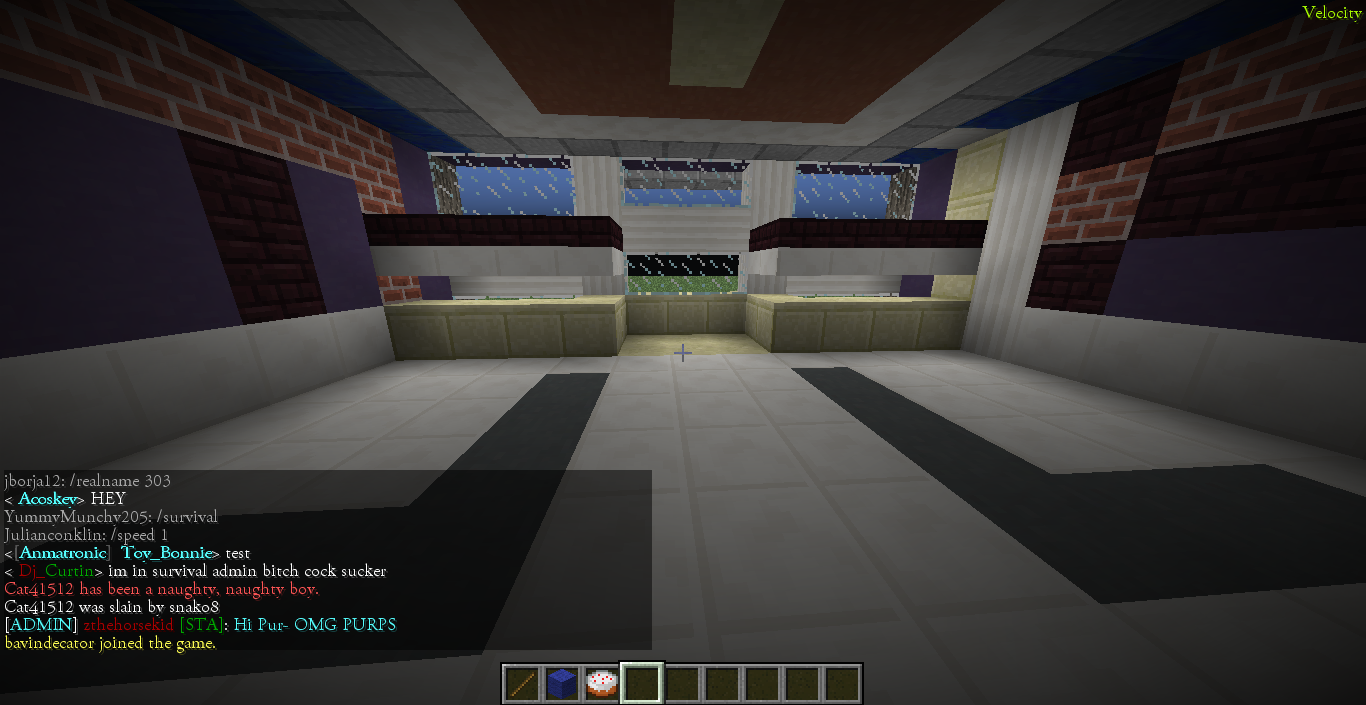 Velocity
jborja12: /realname 303
< Acoskev> HEY
YummyMunchy205: /survival
Julianconklin: /speed 1
<[Anmatronic] Toy_Bonnie> test
< Dj_Curtin> im in survival admin bitch cock sucker
Cat41512 has been a naughty, naughty boy.
Cat41512 was slain by snako8
[ADMIN] zthehorsekid [STA]: Hi Pur- OMG PURPS
bavindecator joined the game.